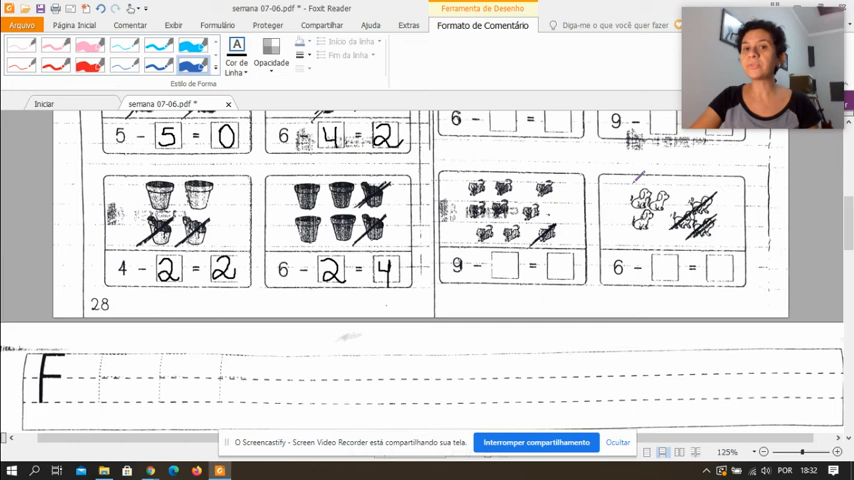 semana 07-06.pdf * - Foxit Reader
Ferramenta de Desenho
Arquivo
Página Inicial
Comentar
Exibir
Formulário
Proteger
Compartilhar
Ajuda
Extras
Formato de Comentário
Diga-me o que você quer fazer
Cor de Linha
Opacidade
Início da linha
Fim da linha
Estilo de Forma
Iniciar
semana 07-06.pdf *
5 - 5 = 0
6 - 4 = 2
6 - =
9 -
4 - 2 = 2
6 - 2 = 4
9 - =
6 - =
28
F
O Screencastify - Screen Video Recorder está compartilhando sua tela.
Interromper compartilhamento
Ocultar
125%
POR
18:32